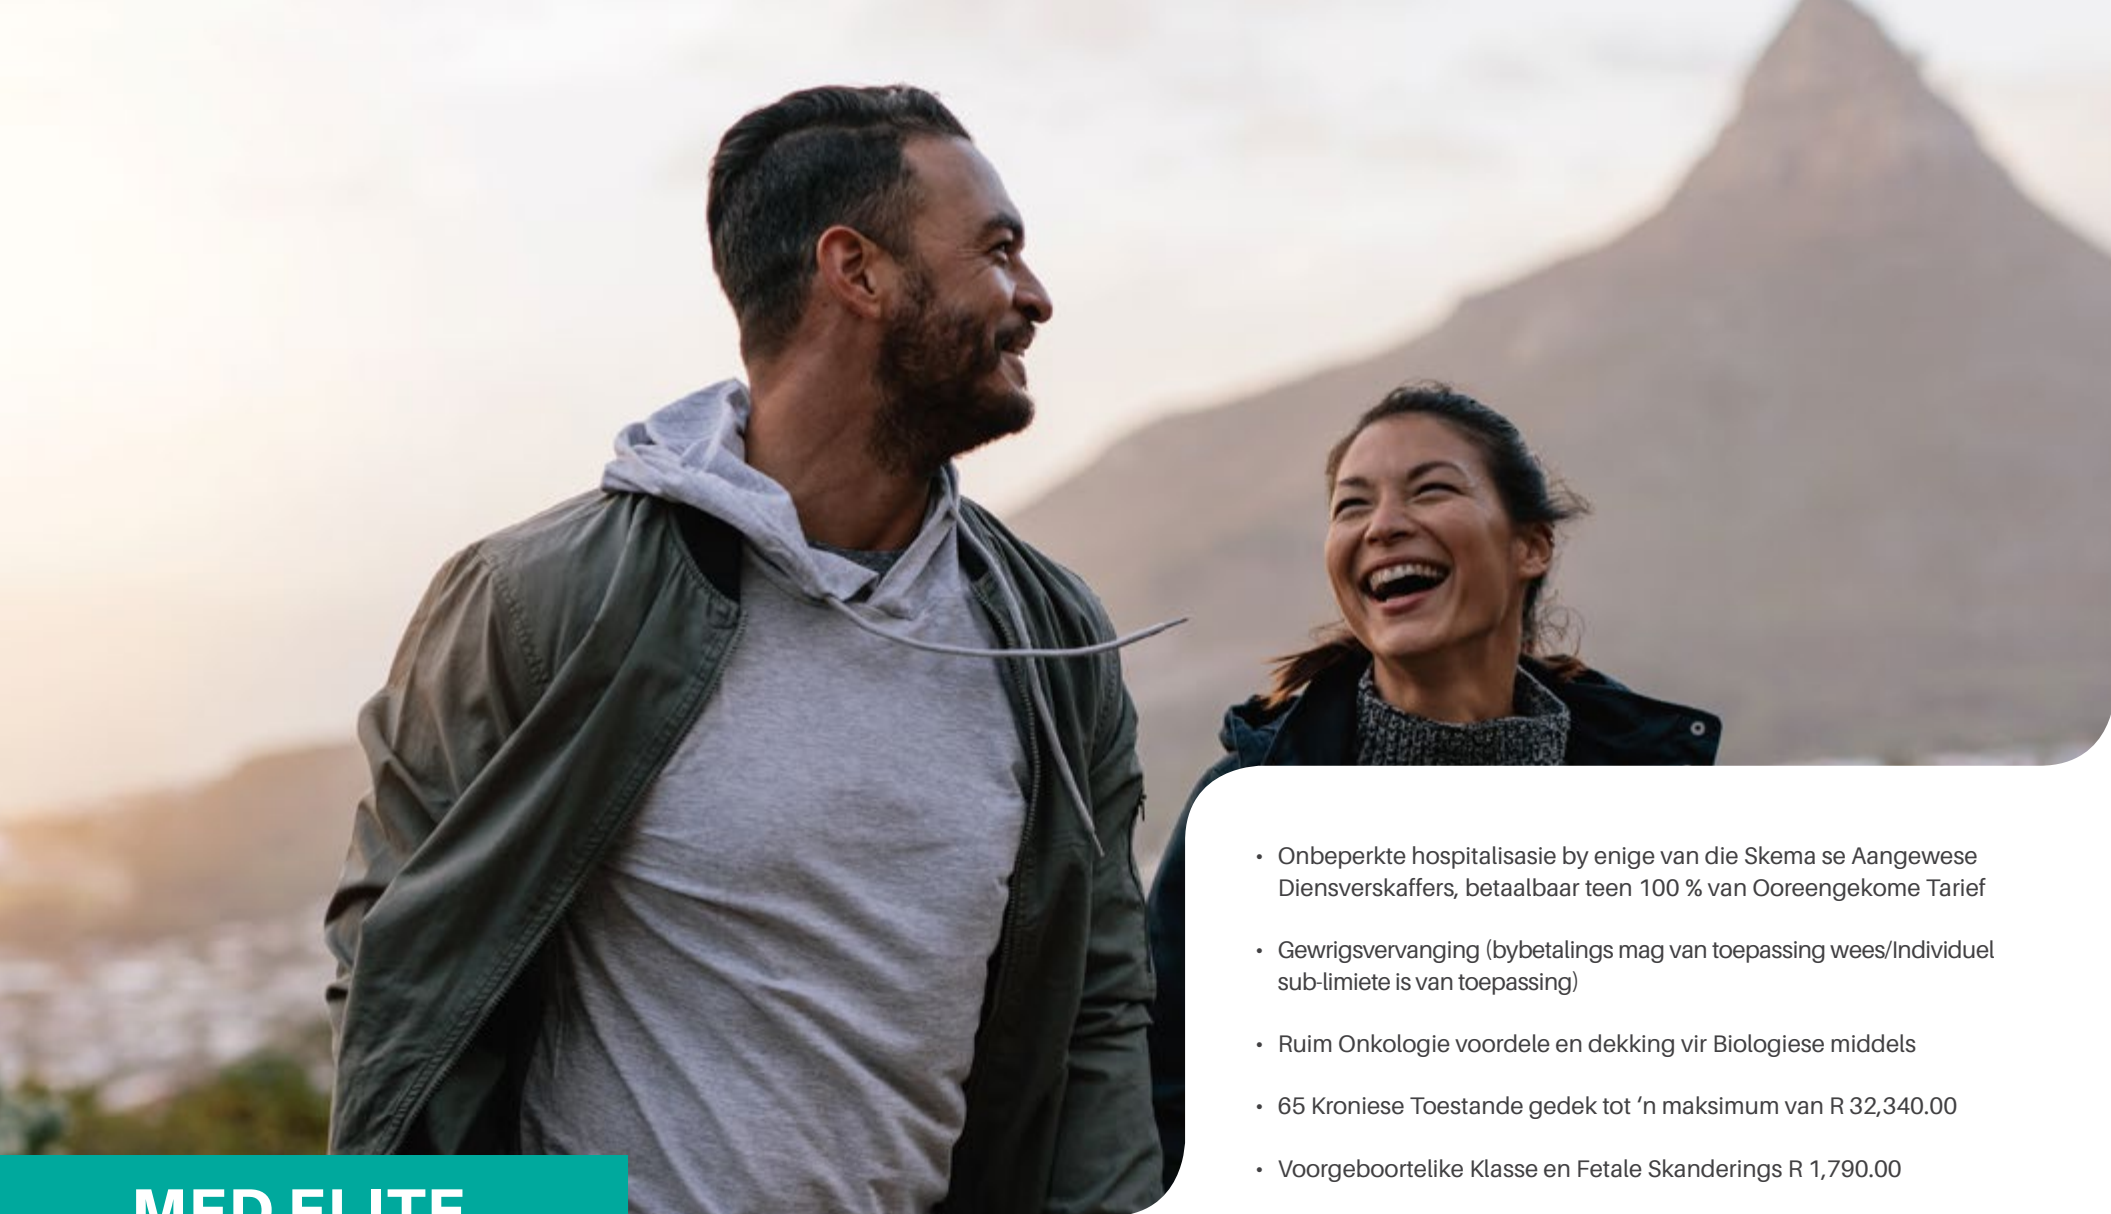 • Onbeperkte hospitalisasie by enige van die Skema se Aangewese
Diensverskaffers, betaalbaar teen 100 % van Ooreengekome Tarief
• Gewrigsvervanging (bybetalings mag van toepassing wees/Individuel
sub-limiete is van toepassing)
• Ruim Onkologie voordele en dekking vir Biologiese middels
• 65 Kroniese Toestande gedek tot ‘n maksimum van R 32,340.00
• Voorgeboortelike Klasse en Fetale Skanderings R 1,790.00
MED ELITE